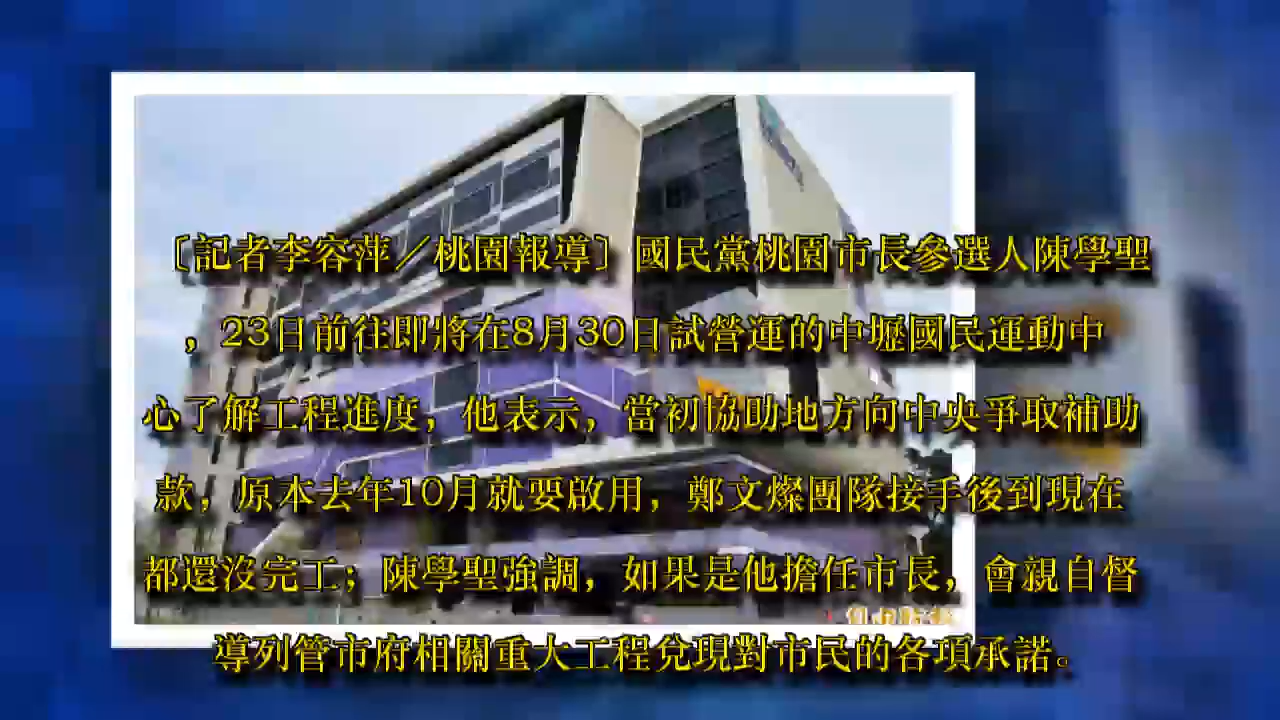 〔記者李容萍／桃園報導〕國民黨桃園市長參選人陳學聖
，23日前往即將在8月30日試營運的中壢國民運動中
心了解工程進度，他表示，當初協助地方向中央爭取補助
款，原本去年10月就要啟用，鄭文燦團隊接手後到現在
都還沒完工；陳學聖強調，如果是他擔任市長，會親自督
導列管市府相關重大工程兌現對市民的各項承諾。